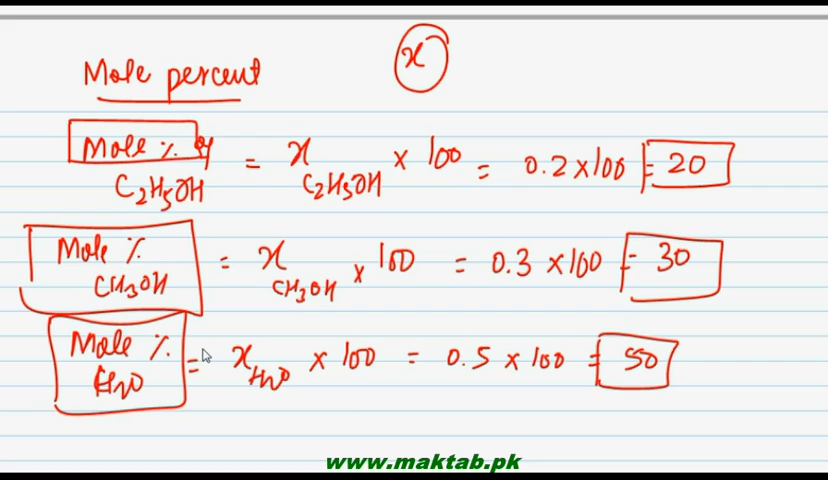 x
Mole percent
Mole % of C2H5OH = x C2H5OH × 100 = 0.2 × 100 = 20
Mole % CH3OH = x CH3OH × 100 = 0.3 × 100 = 30
Mole % H2O = x H2O × 100 = 0.5 × 100 = 50
www.maktab.pk